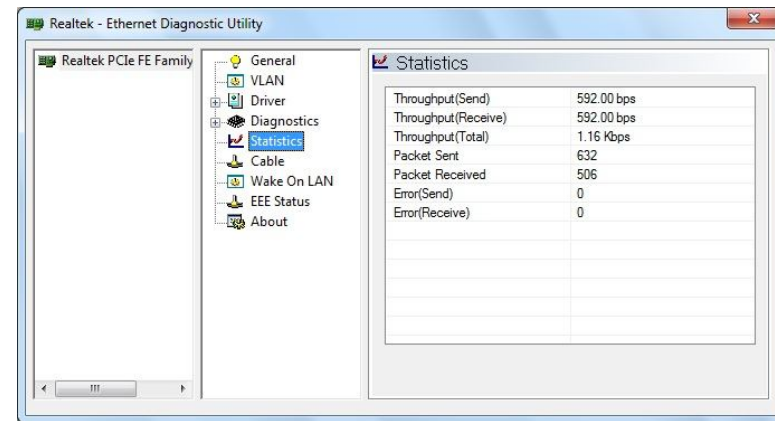 Realtek - Ethernet Diagnostic Utility
Realtek PCIe FE Family
General
VLAN
Driver
Diagnostics
Statistics
Cable
Wake On LAN
EEE Status
About
Statistics
Throughput(Send) 592.00 bps
Throughput(Receive) 592.00 bps
Throughput(Total) 1.16 Kbps
Packet Sent 632
Packet Received 506
Error(Send) 0
Error(Receive) 0